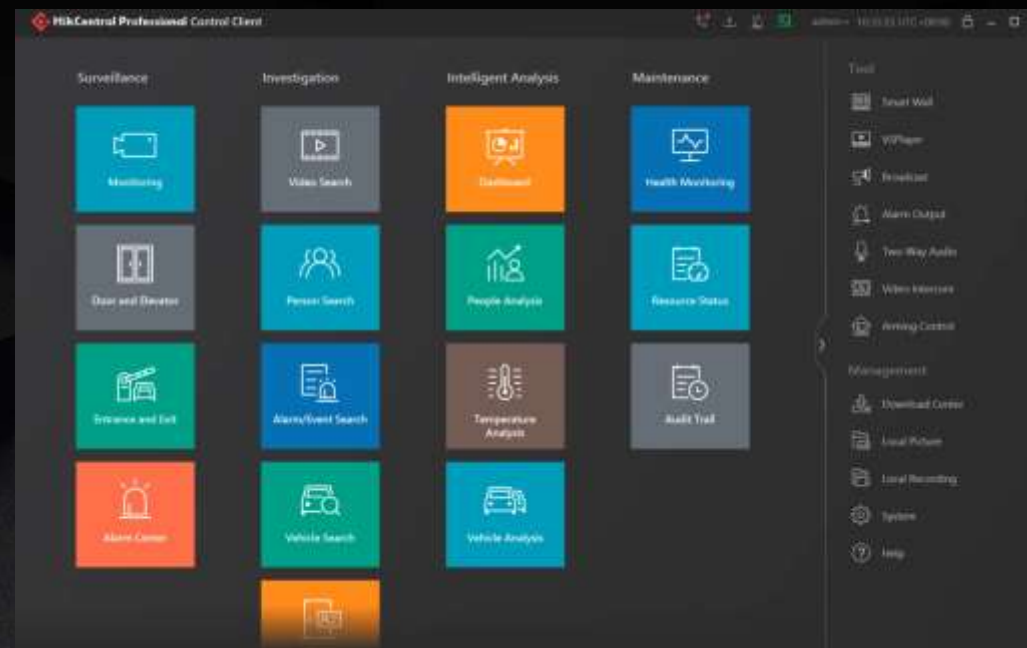 HikCentral Professional Control Client
Surveillance
Investigation
Intelligent Analysis
Maintenance
Monitoring
Video Search
Dashboard
Health Monitoring
Door and Elevator
Person Search
People Analysis
Resource Status
Entrance and Exit
Alarm/Event Search
Temperature
Analysis
Audit Trail
Alarm Center
Vehicle Search
Vehicle Analysis
Tool
Smart Wall
VSPlayer
Broadcast
Alarm Output
Two-Way Audio
Video Intercom
Arming Control
Management
Download Center
Local Picture
Local Recording
System
Help